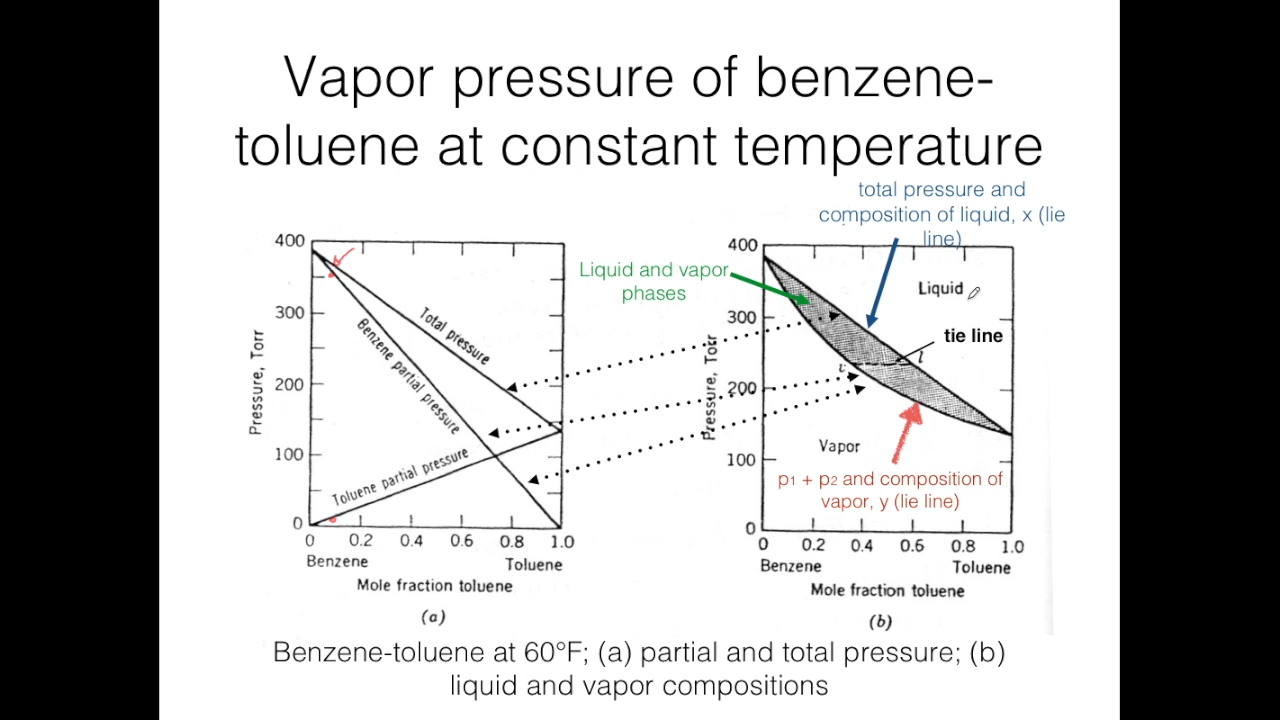 Vapor pressure of benzene-
toluene at constant temperature
total pressure and
composition of liquid, x (lie
line)
Liquid and vapor
phases
400
300
200
100
0
Pressure, Torr
Total pressure
Benzene partial pressure
Toluene partial pressure
0 0.2 0.4 0.6 0.8 1.0
Benzene Toluene
Mole fraction toluene
(a)
400
300
200
100
0
Pressure, Torr
Liquid
tie line
l
v
Vapor
p1 + p2 and composition of
vapor, y (lie line)
0 0.2 0.4 0.6 0.8 1.0
Benzene Toluene
Mole fraction toluene
(b)
Benzene-toluene at 60°F; (a) partial and total pressure; (b)
liquid and vapor compositions